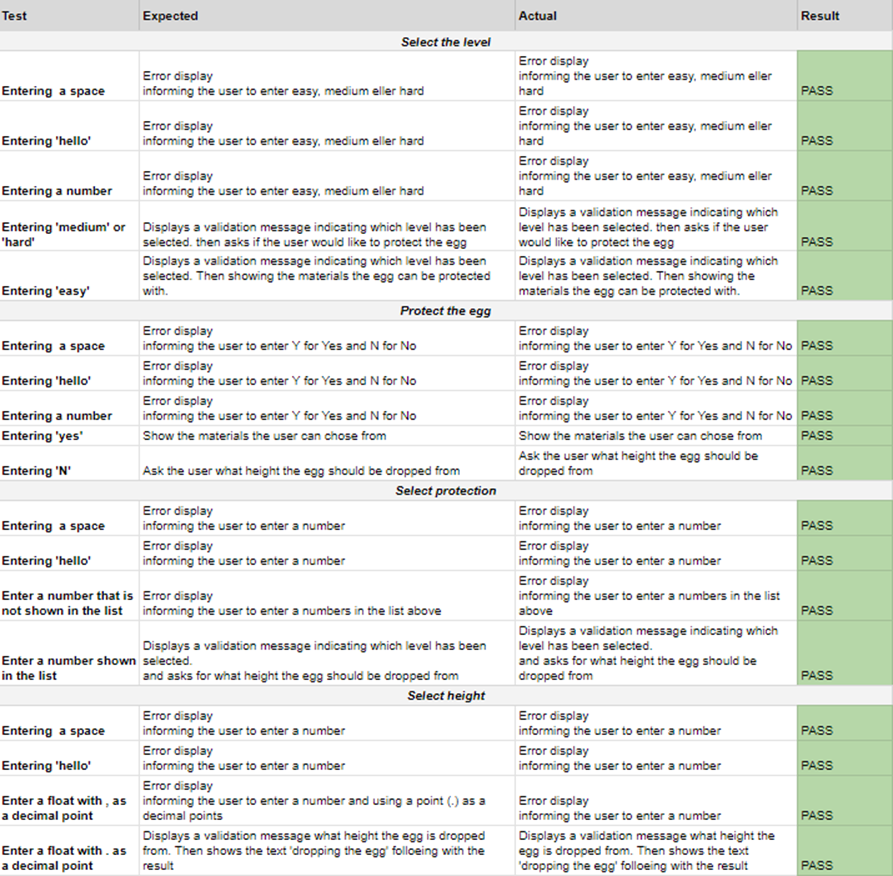 Test Expected Actual Result
Select the level
Error display
Error display informing the user to enter easy, medium eller
Entering  a space informing the user to enter easy, medium eller hard hard PASS
Error display
Error display informing the user to enter easy, medium eller
Entering 'hello' informing the user to enter easy, medium eller hard hard PASS
Error display
Error display informing the user to enter easy, medium eller
Entering a number informing the user to enter easy, medium eller hard hard PASS
Displays a validation message indicating which
Entering 'medium' or Displays a validation message indicating which level has been level has been selected. then asks if the user
'hard' selected. then asks if the user would like to protect the egg would like to protect the egg PASS
Displays a validation message indicating which level has been Displays a validation message indicating which
selected. Then showing the materials the egg can be protected level has been selected. Then showing the
Entering 'easy' with. materials the egg can be protected with. PASS
Protect the egg
Error display Error display
Entering  a space informing the user to enter Y for Yes and N for No informing the user to enter Y for Yes and N for No PASS
Error display Error display
Entering 'hello' informing the user to enter Y for Yes and N for No informing the user to enter Y for Yes and N for No PASS
Error display Error display
Entering a number informing the user to enter Y for Yes and N for No informing the user to enter Y for Yes and N for No PASS
Entering 'yes' Show the materials the user can chose from Show the materials the user can chose from PASS
Ask the user what height the egg should be
Entering 'N' Ask the user what height the egg should be dropped from dropped from PASS
Select protection
Error display Error display
Entering  a space informing the user to enter a number informing the user to enter a number PASS
Error display Error display
Entering 'hello' informing the user to enter a number informing the user to enter a number PASS
Error display
Enter a number that is Error display informing the user to enter a numbers in the list
not shown in the list informing the user to enter a numbers in the list above above PASS
Displays a validation message indicating which
Displays a validation message indicating which level has been level has been selected.
Enter a number shown selected. and asks for what height the egg should be
in the list and asks for what height the egg should be dropped from dropped from PASS
Select height
Error display Error display
Entering  a space informing the user to enter a number informing the user to enter a number PASS
Error display Error display
Entering 'hello' informing the user to enter a number informing the user to enter a number PASS
Error display
Enter a float with , as informing the user to enter a number and using a point (.) as a Error display
a decimal point decimal points informing the user to enter a number PASS
Displays a validation message what height the egg is dropped Displays a validation message what height the
Enter a float with . as from. Then shows the text 'dropping the egg' folloeing with the egg is dropped from. Then shows the text
a decimal point result 'dropping the egg' folloeing with the result PASS